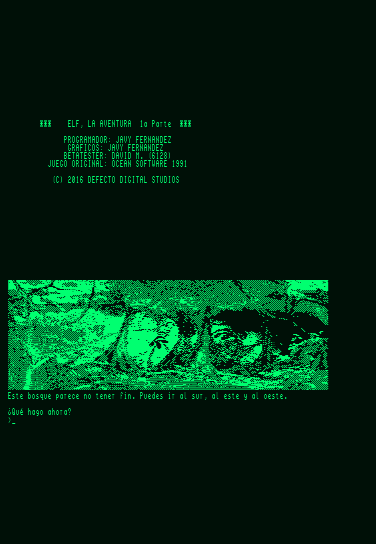 *** ELF, LA AVENTURA 1a Parte ***
PROGRAMADOR: JAVY FERNANDEZ
GRAFICOS: JAVY FERNANDEZ
BETATESTER: DAVID M. (6128)
JUEGO ORIGINAL: OCEAN SOFTWARE 1991
(C) 2016 DEFECTO DIGITAL STUDIOS
Este bosque parece no tener fin. Puedes ir al sur, al este y al oeste.
¿Qué hago ahora?
>_